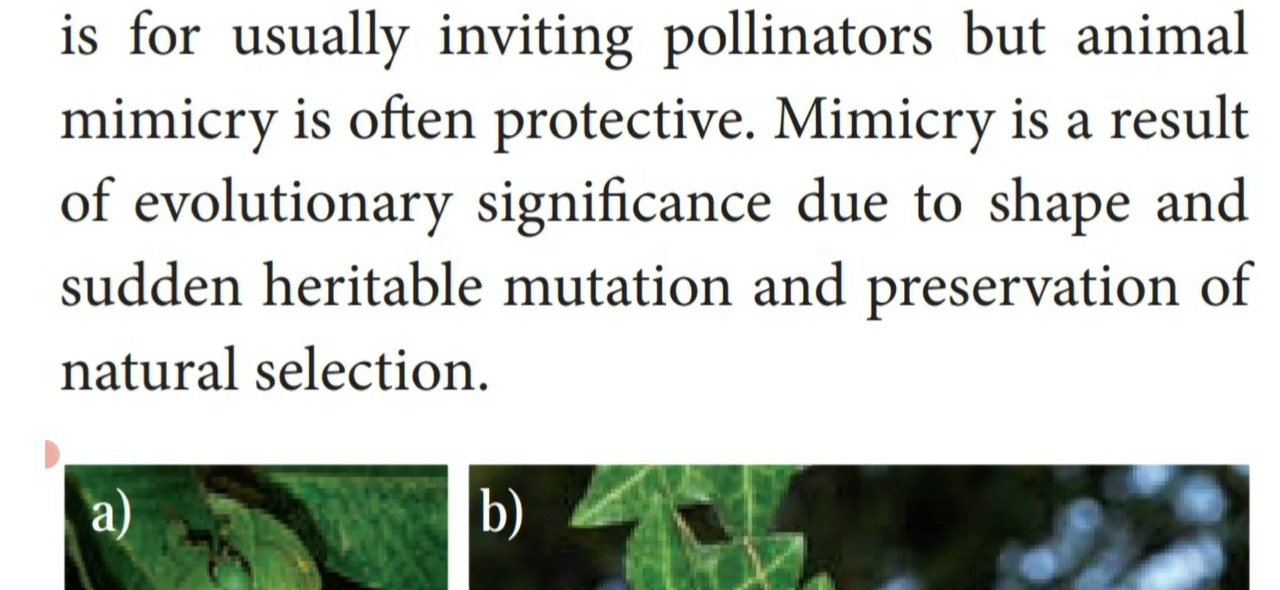 is for usually inviting pollinators but animal
mimicry is often protective. Mimicry is a result
of evolutionary significance due to shape and
sudden heritable mutation and preservation of
natural selection.
a) b)